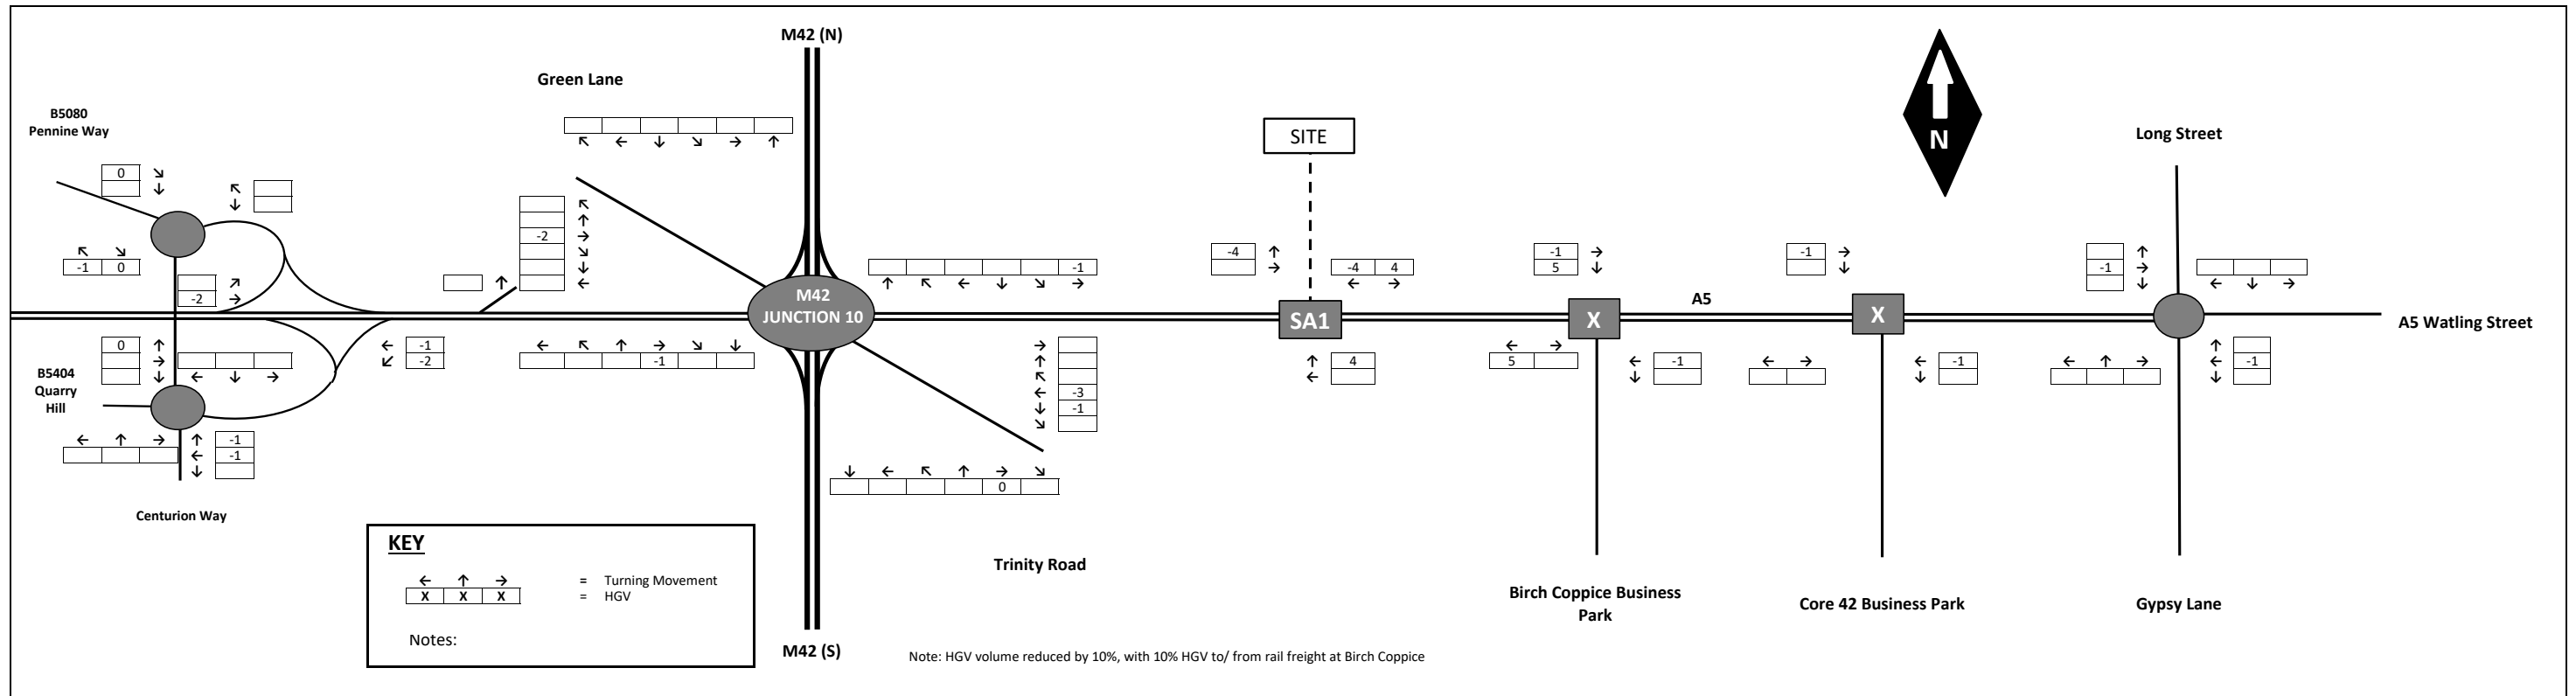 M42 (N)
Green Lane
B5080
Pennine Way
SITE
N
Long Street
0
-1 0
-2
-2
-1
-4
-4 4
-1
5
-1
-1
M42
JUNCTION 10
SA1
X
A5
X
A5 Watling Street
0
-1
-2
-1
-3
-1
4
5
-1
-1
-1
B5404
Quarry
Hill
-1
-1
0
Centurion Way
KEY
= Turning Movement
X X X = HGV
Notes:
Trinity Road
Birch Coppice Business
Park
Core 42 Business Park
Gypsy Lane
M42 (S)
Note: HGV volume reduced by 10%, with 10% HGV to/ from rail freight at Birch Coppice